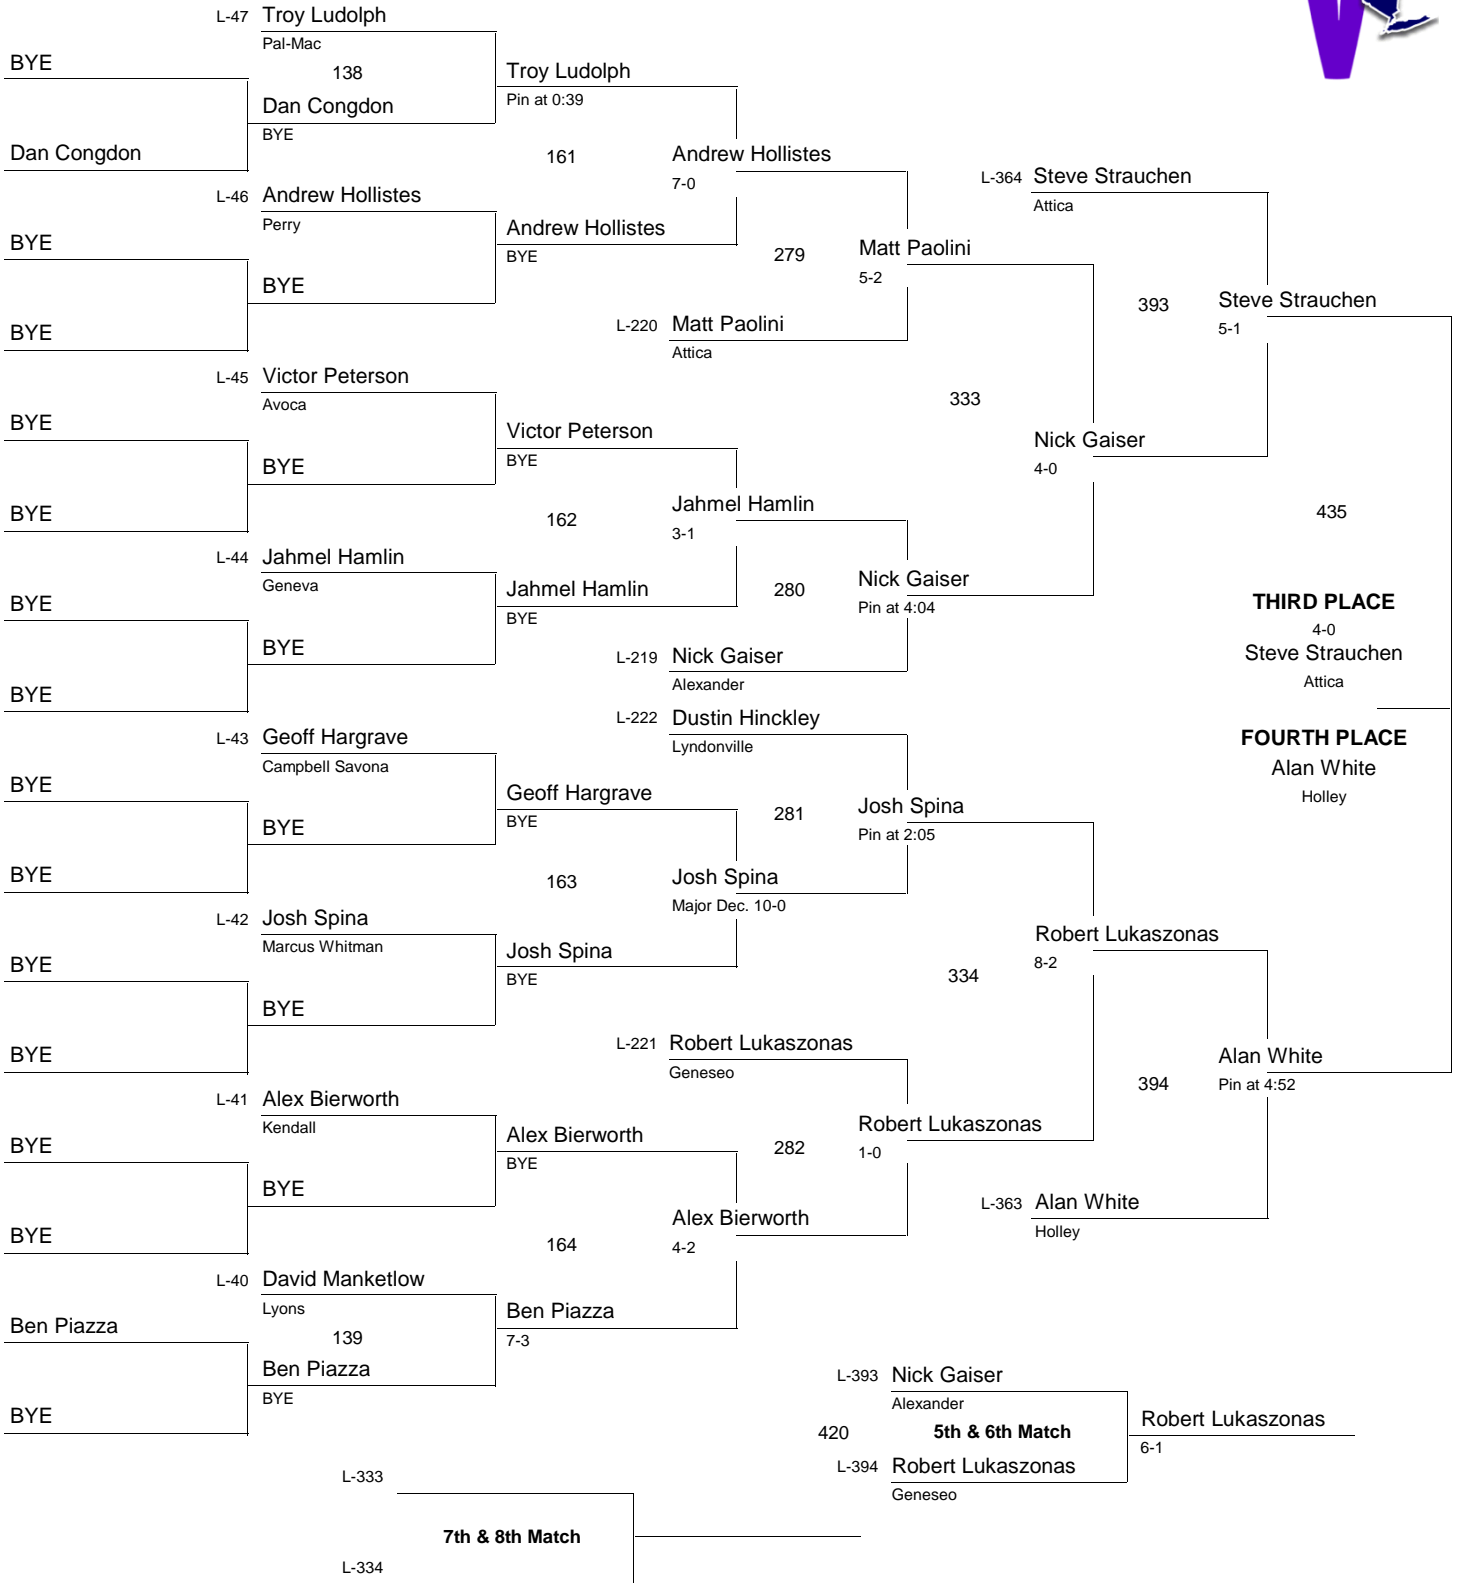 L-47 Troy Ludolph
Pal-Mac
BYE
138
Troy Ludolph
Pin at 0:39
Dan Congdon
BYE
Dan Congdon
161
Andrew Hollistes
7-0
L-364 Steve Strauchen
Attica
L-46 Andrew Hollistes
Perry
Andrew Hollistes
BYE
BYE
279
Matt Paolini
5-2
BYE
393
Steve Strauchen
5-1
BYE
L-220 Matt Paolini
Attica
L-45 Victor Peterson
Avoca
333
BYE
Victor Peterson
BYE
Nick Gaiser
4-0
BYE
BYE
162
Jahmel Hamlin
3-1
435
L-44 Jahmel Hamlin
Geneva
Jahmel Hamlin
BYE
280
Nick Gaiser
Pin at 4:04
BYE
THIRD PLACE
4-0
Steve Strauchen
Attica
BYE
L-219 Nick Gaiser
Alexander
BYE
L-222 Dustin Hinckley
Lyndonville
L-43 Geoff Hargrave
Campbell Savona
FOURTH PLACE
Alan White
Holley
BYE
Geoff Hargrave
BYE
281
Josh Spina
Pin at 2:05
BYE
BYE
163
Josh Spina
Major Dec. 10-0
L-42 Josh Spina
Marcus Whitman
Robert Lukaszonas
8-2
Josh Spina
BYE
BYE
334
BYE
L-221 Robert Lukaszonas
Geneseo
BYE
Alan White
Pin at 4:52
394
L-41 Alex Bierworth
Kendall
Alex Bierworth
BYE
282
Robert Lukaszonas
1-0
BYE
BYE
L-363 Alan White
Holley
Alex Bierworth
4-2
BYE
164
L-40 David Manketlow
Lyons
Ben Piazza
7-3
Ben Piazza
139
Ben Piazza
BYE
BYE
L-393 Nick Gaiser
Alexander
420
5th & 6th Match
Robert Lukaszonas
6-1
L-394 Robert Lukaszonas
Geneseo
L-333
7th & 8th Match
L-334